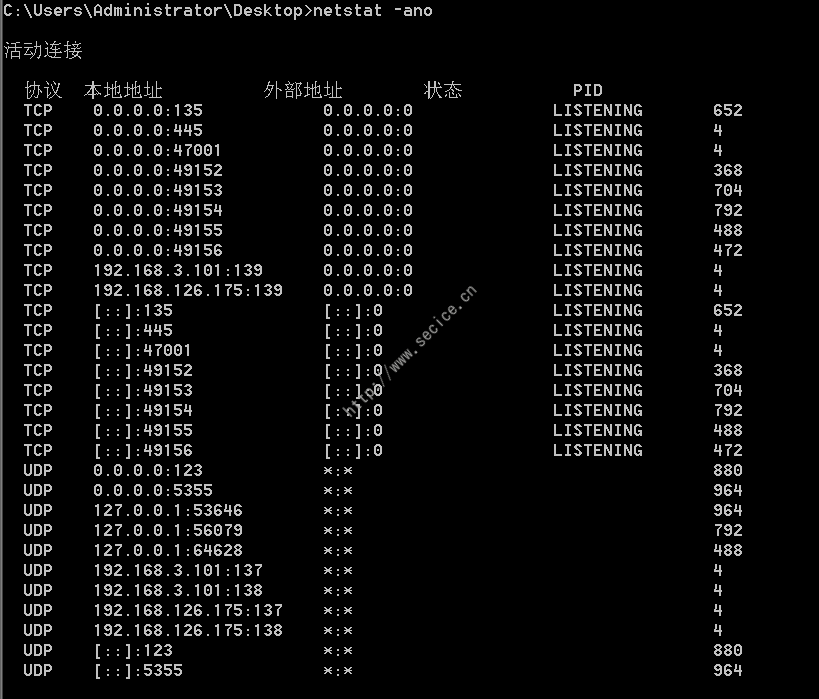 C:\Users\Administrator\Desktop>netstat -ano
活动连接
协议 本地地址 外部地址 状态 PID
TCP 0.0.0.0:135 0.0.0.0:0 LISTENING 652
TCP 0.0.0.0:445 0.0.0.0:0 LISTENING 4
TCP 0.0.0.0:47001 0.0.0.0:0 LISTENING 4
TCP 0.0.0.0:49152 0.0.0.0:0 LISTENING 368
TCP 0.0.0.0:49153 0.0.0.0:0 LISTENING 704
TCP 0.0.0.0:49154 0.0.0.0:0 LISTENING 792
TCP 0.0.0.0:49155 0.0.0.0:0 LISTENING 488
TCP 0.0.0.0:49156 0.0.0.0:0 LISTENING 472
TCP 192.168.3.101:139 0.0.0.0:0 LISTENING 4
TCP 192.168.126.175:139 0.0.0.0:0 LISTENING 4
TCP [::]:135 [::]:0 LISTENING 652
TCP [::]:445 [::]:0 LISTENING 4
TCP [::]:47001 [::]:0 LISTENING 4
TCP [::]:49152 [::]:0 LISTENING 368
TCP [::]:49153 [::]:0 LISTENING 704
TCP [::]:49154 [::]:0 LISTENING 792
TCP [::]:49155 [::]:0 LISTENING 488
TCP [::]:49156 [::]:0 LISTENING 472
UDP 0.0.0.0:123 *:* 880
UDP 0.0.0.0:5355 *:* 964
UDP 127.0.0.1:53646 *:* 964
UDP 127.0.0.1:56079 *:* 792
UDP 127.0.0.1:64628 *:* 488
UDP 192.168.3.101:137 *:* 4
UDP 192.168.3.101:138 *:* 4
UDP 192.168.126.175:137 *:* 4
UDP 192.168.126.175:138 *:* 4
UDP [::]:123 *:* 880
UDP [::]:5355 *:* 964
http://www.secice.cn